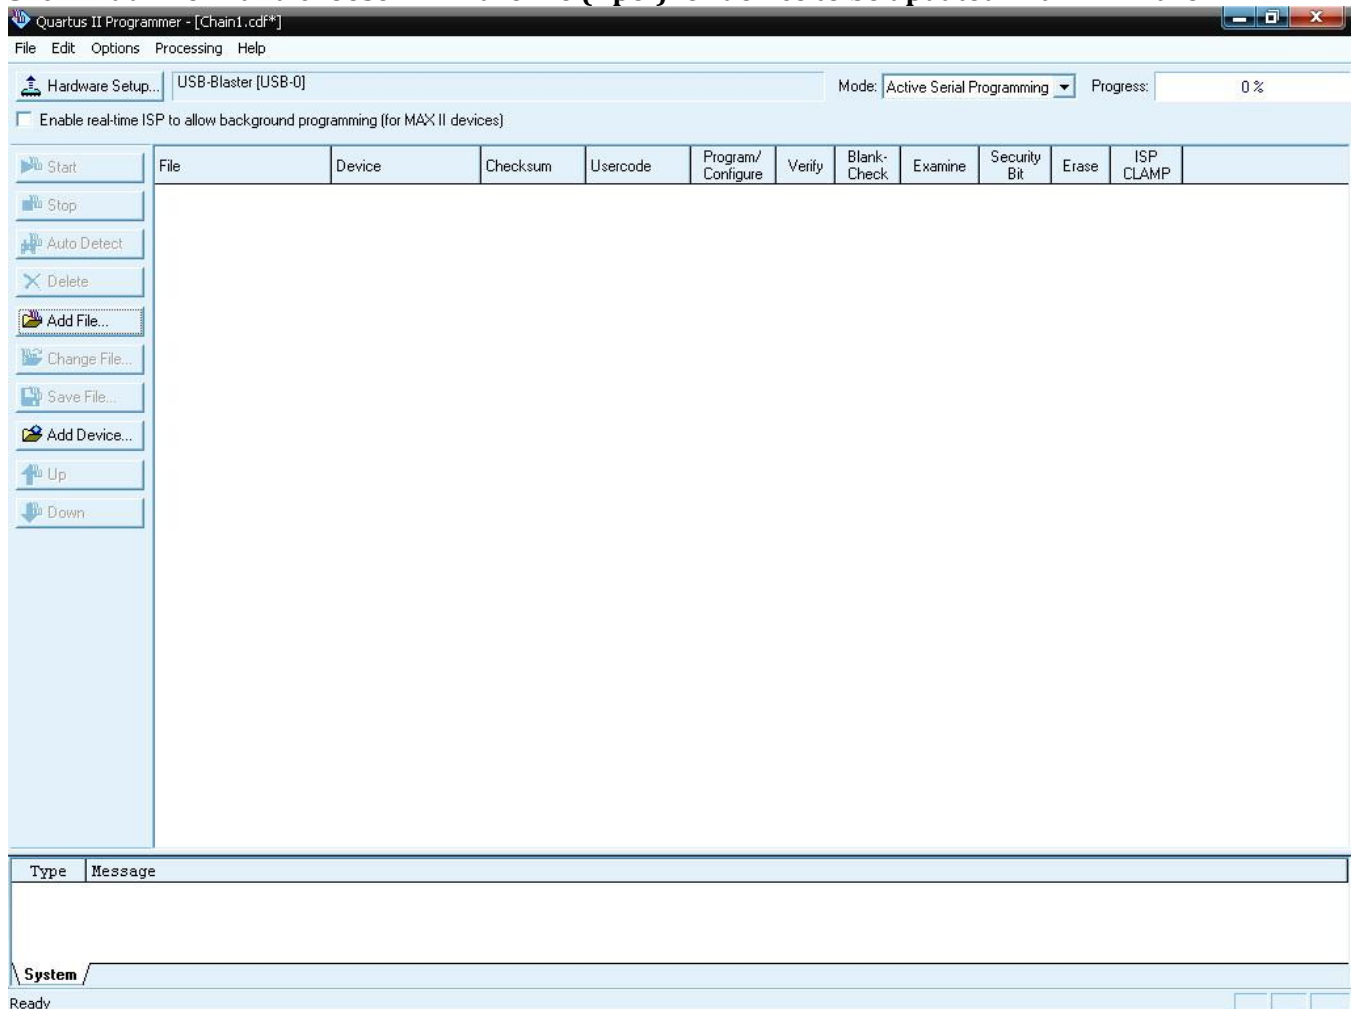 Quartus II Programmer - [Chain1.cdf*]
File Edit Options Processing Help
Hardware Setup... USB-Blaster [USB-0] Mode: Active Serial Programming Progress: 0 %
Enable real-time ISP to allow background programming (for MAX II devices)
Start
File Device Checksum Usercode Program/ Configure Verify Blank- Check Examine Security Bit Erase ISP CLAMP
Stop
Auto Detect
Delete
Add File...
Change File...
Save File...
Add Device...
Up
Down
Type Message
System
Ready